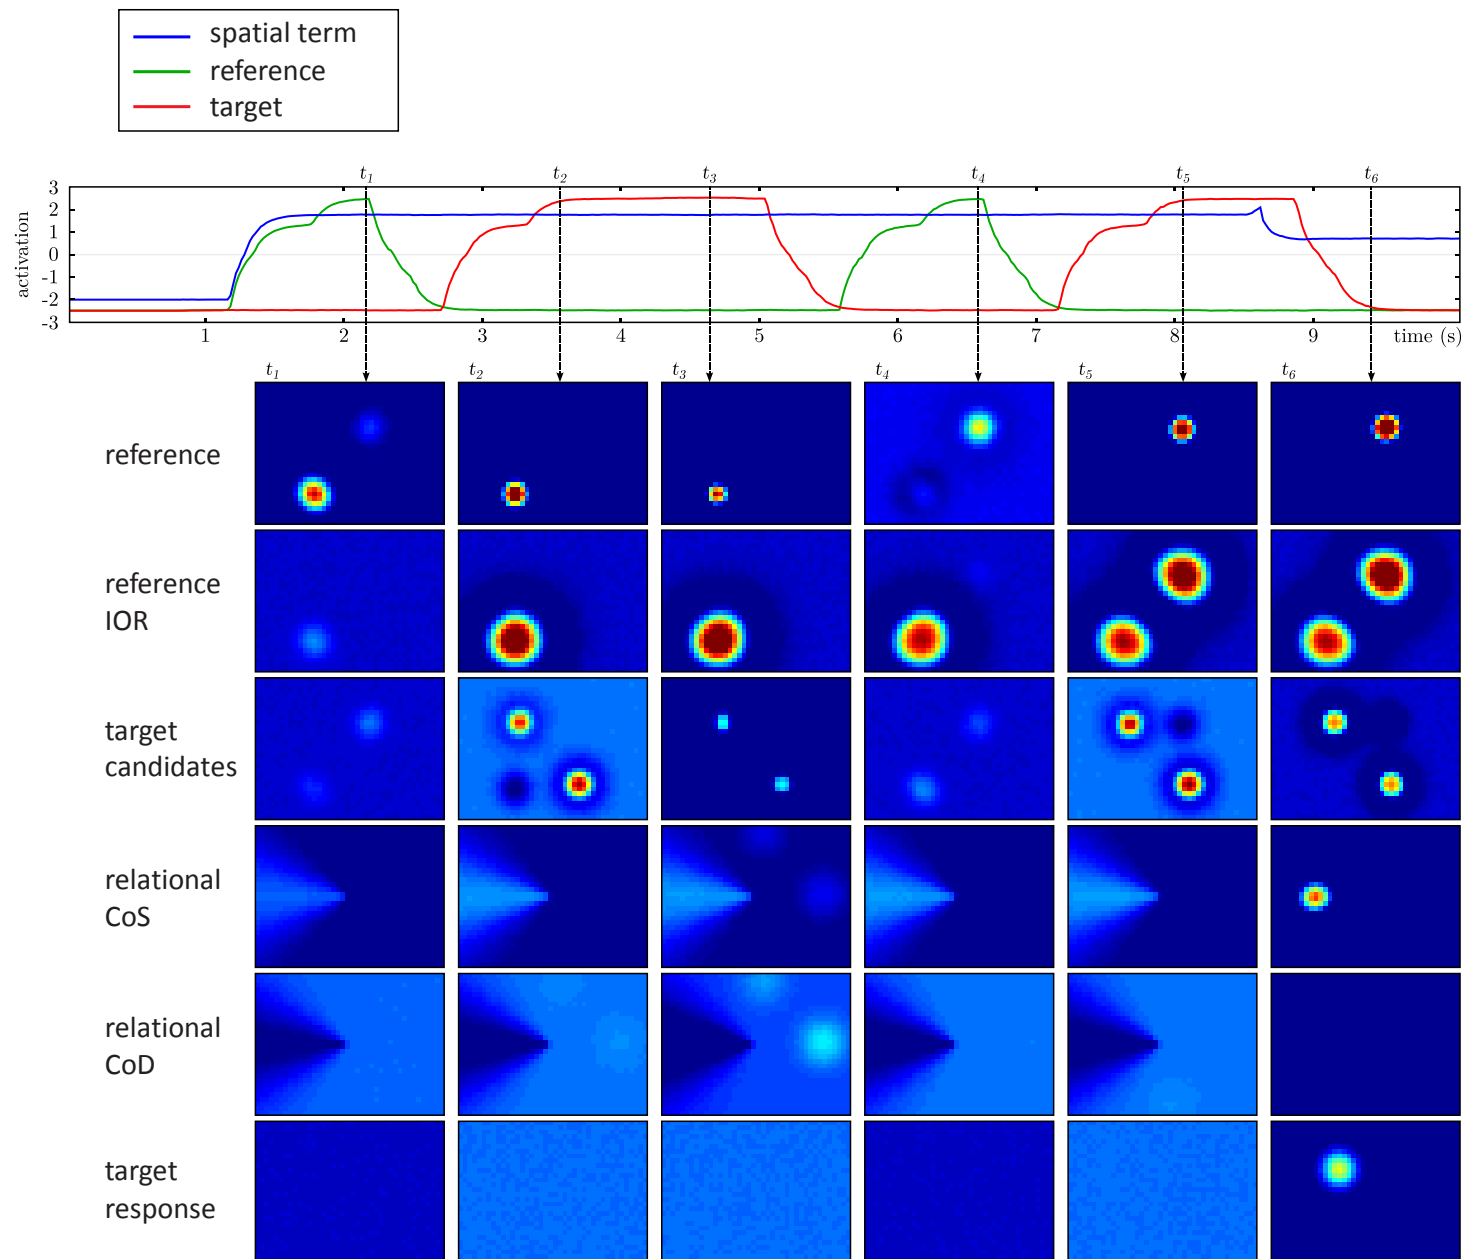 spatial term
reference
target
t1 t2 t3 t4 t5 t6
activation
3
2
1
0
-1
-2
-3
1 2 3 4 5 6 7 8 9 time (s)
t1 t2 t3 t4 t5 t6
reference
reference
IOR
target
candidates
relational
CoS
relational
CoD
target
response